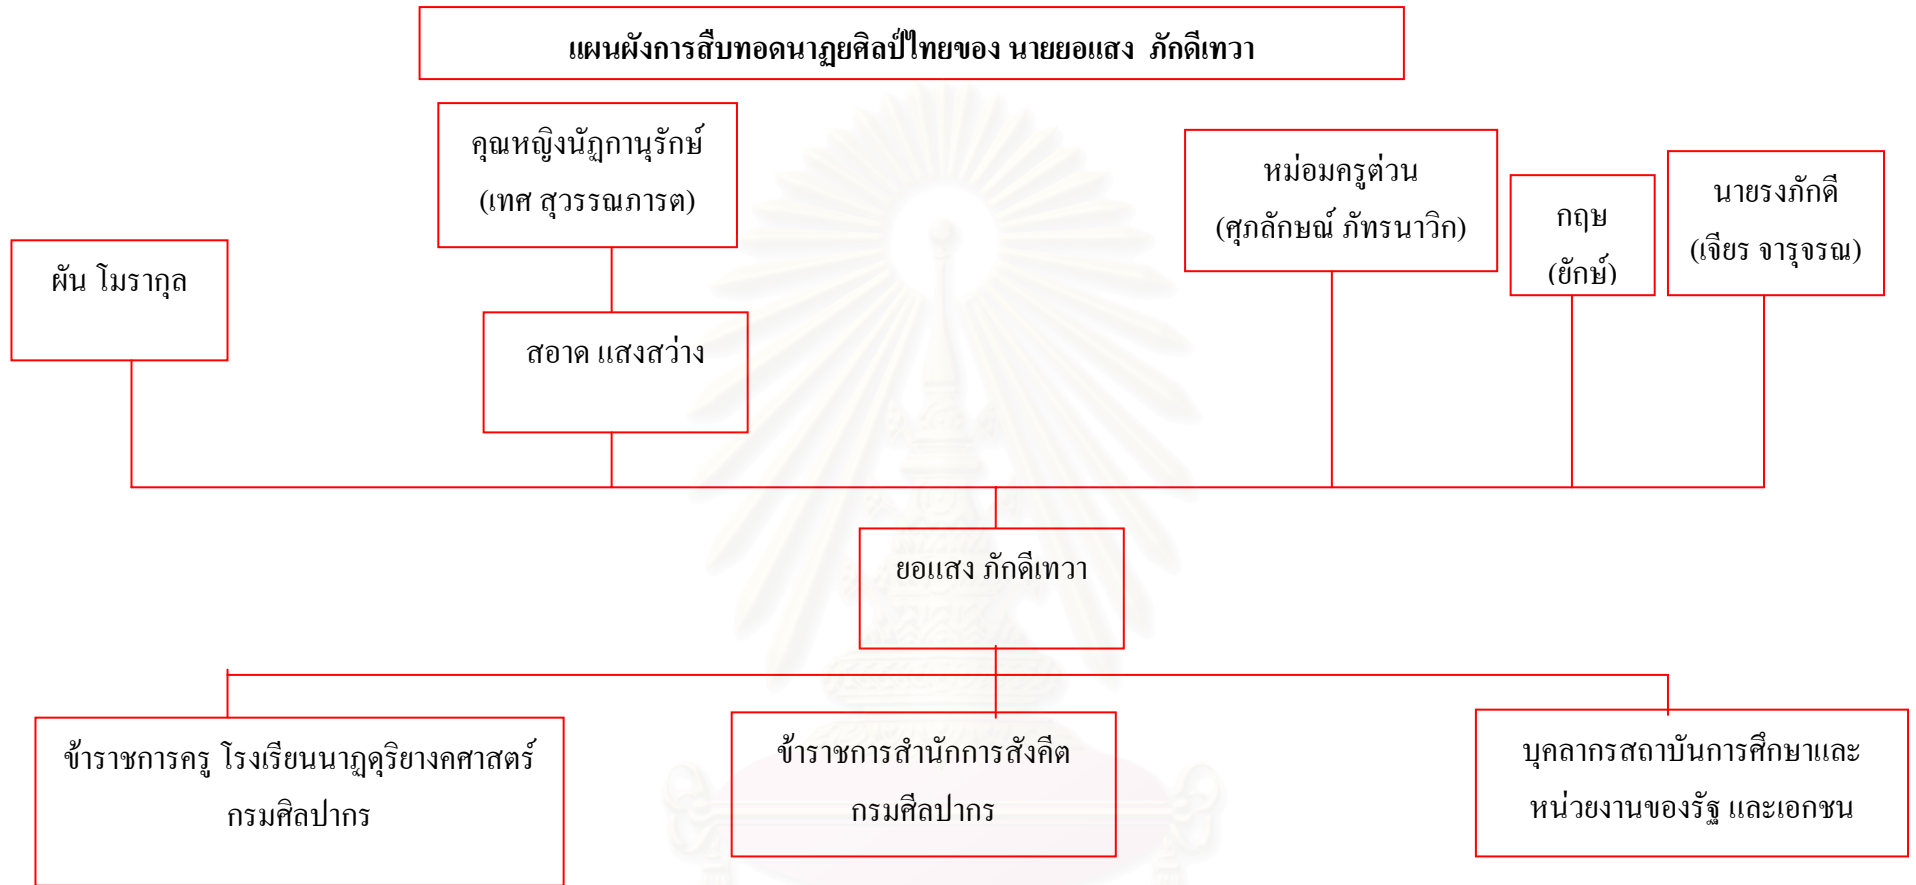 แผนผังการสืบทอดนาฏยศิลป์ไทยของ นายยอแสง ภักดีเทวา
คุณหญิงนัฏกานุรักษ์
(เทศ สุวรรณภารต)
หม่อมครูต่วน
(ศุภลักษณ์ ภัทรนาวิก)
กฤษ
(ยักษ์)
นายรงภักดี
(เจียร จารุจรณ)
ผัน โมรากุล
สอาด แสงสว่าง
ยอแสง ภักดีเทวา
ข้าราชการครู โรงเรียนนาฏดุริยางคศาสตร์
กรมศิลปากร
ข้าราชการสำนักการสังคีต
กรมศีลปากร
บุคลากรสถาบันการศึกษาและ
หน่วยงานของรัฐ และเอกชน